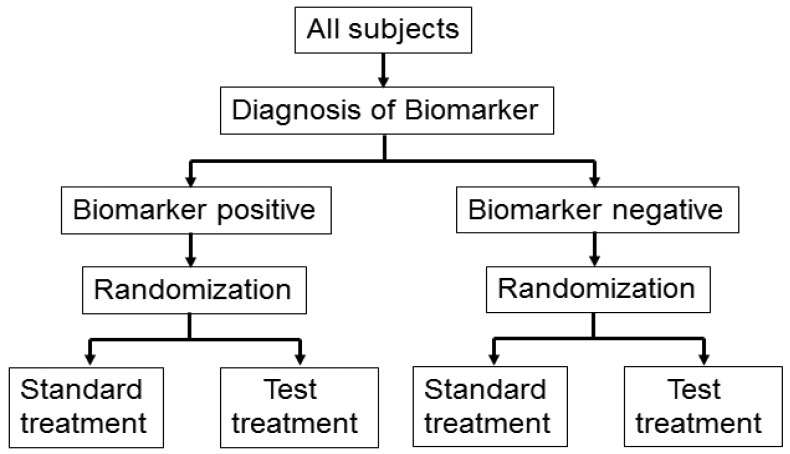 All subjects
Diagnosis of Biomarker
Biomarker positive
Biomarker negative
Randomization
Randomization
Standard
treatment
Test
treatment
Standard
treatment
Test
treatment